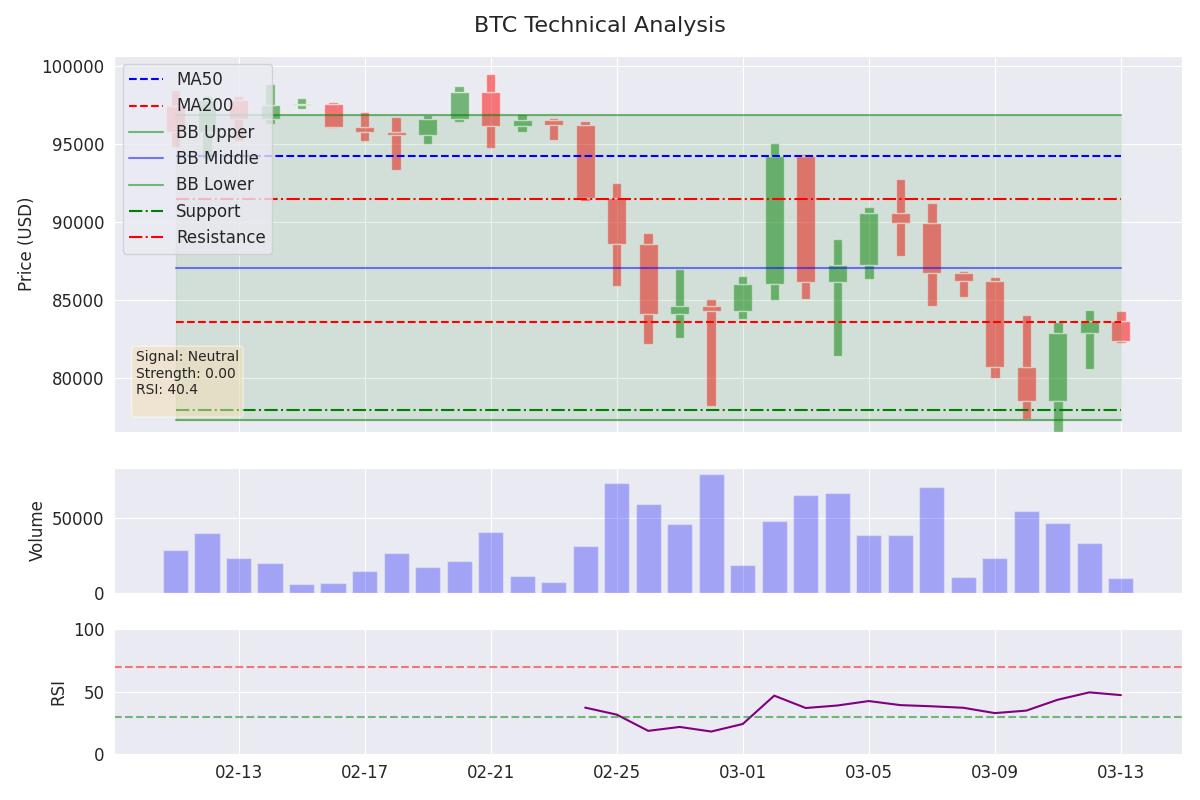 BTC Technical Analysis
Price (USD)
100000
95000
90000
85000
80000
MA50
MA200
BB Upper
BB Middle
BB Lower
Support
Resistance
Signal: Neutral
Strength: 0.00
RSI: 40.4
Volume
50000
0
RSI
100
50
0
02-13 02-17 02-21 02-25 03-01 03-05 03-09 03-13